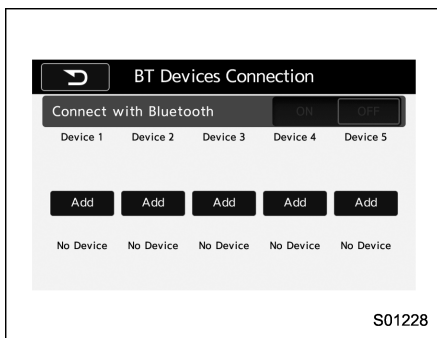 BT Devices Connection
Connect with Bluetooth ON OFF
Device 1 Device 2 Device 3 Device 4 Device 5
Add Add Add Add Add
No Device No Device No Device No Device No Device
S01228